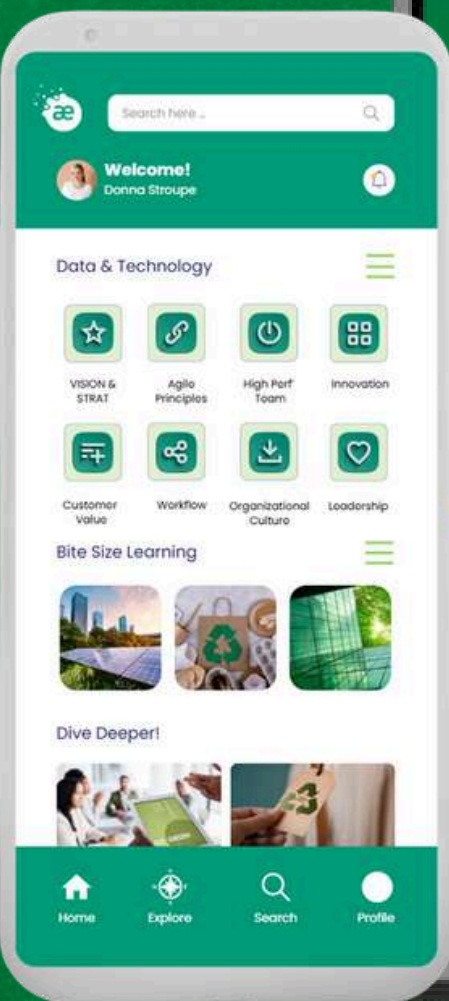 æ
Search here ..
Welcome!
Donna Stroupe
Data & Technology
VISION &
STRAT
Agile
Principles
High Perf
Team
Innovation
Customer
Value
Workflow
Organizational
Culture
Leadership
Bite Size Learning
Dive Deeper!
Home
Explore
Search
Profile